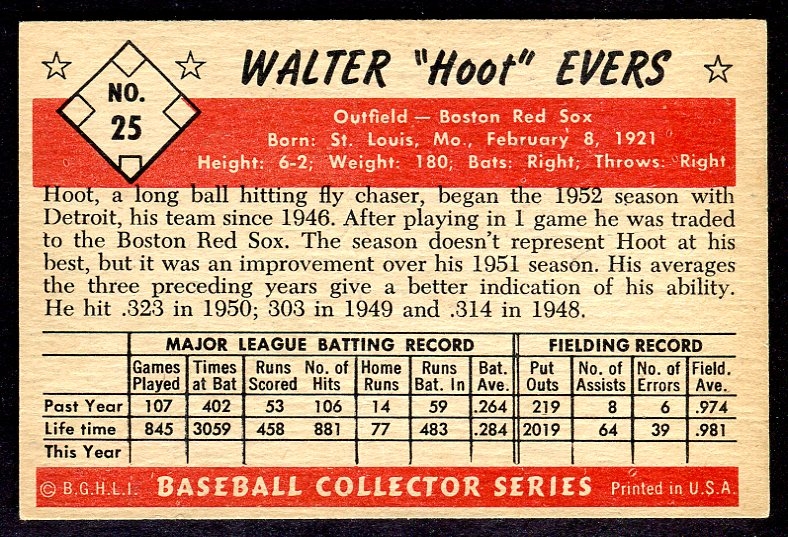 NO.
25
WALTER "Hoot" EVERS
Outfield — Boston Red Sox
Born: St. Louis, Mo., February 8, 1921
Height: 6-2; Weight: 180; Bats: Right; Throws: Right
Hoot, a long ball hitting fly chaser, began the 1952 season with
Detroit, his team since 1946. After playing in 1 game he was traded
to the Boston Red Sox. The season doesn't represent Hoot at his
best, but it was an improvement over his 1951 season. His averages
the three preceding years give a better indication of his ability.
He hit .323 in 1950; 303 in 1949 and .314 in 1948.
MAJOR LEAGUE BATTING RECORD FIELDING RECORD
Games Times Runs No. of Home Runs Bat. Put No. of No. of Field.
Played at Bat Scored Hits Runs Bat. In Ave. Outs Assists Errors Ave.
Past Year 107 402 53 106 14 59 .264 219 8 6 .974
Life time 845 3059 458 881 77 483 .284 2019 64 39 .981
This Year
© B.G.H.L.I. BASEBALL COLLECTOR SERIES Printed in U.S.A.